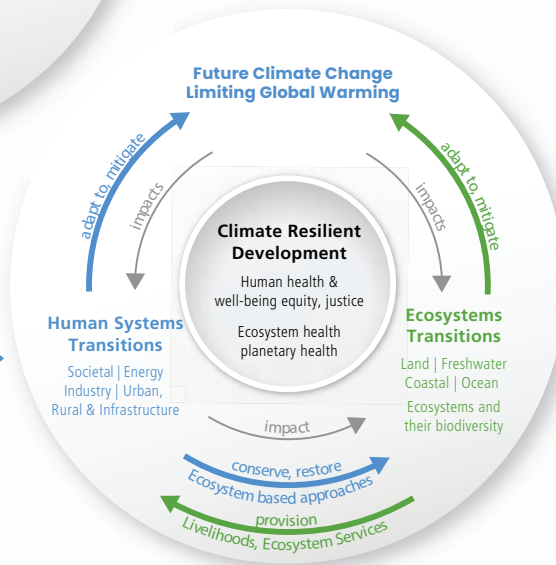 Future Climate Change
Limiting Global Warming
adapt to, mitigate
impacts
impacts
adapt to, mitigate
Climate Resilient
Development
Human health &
well-being equity, justice
Ecosystem health
planetary health
Human Systems
Transitions
Societal | Energy
Industry | Urban,
Rural & Infrastructure
Ecosystems
Transitions
Land | Freshwater
Coastal | Ocean
Ecosystems and
their biodiversity
impact
conserve, restore
Ecosystem based approaches
provision
Livelihoods, Ecosystem Services